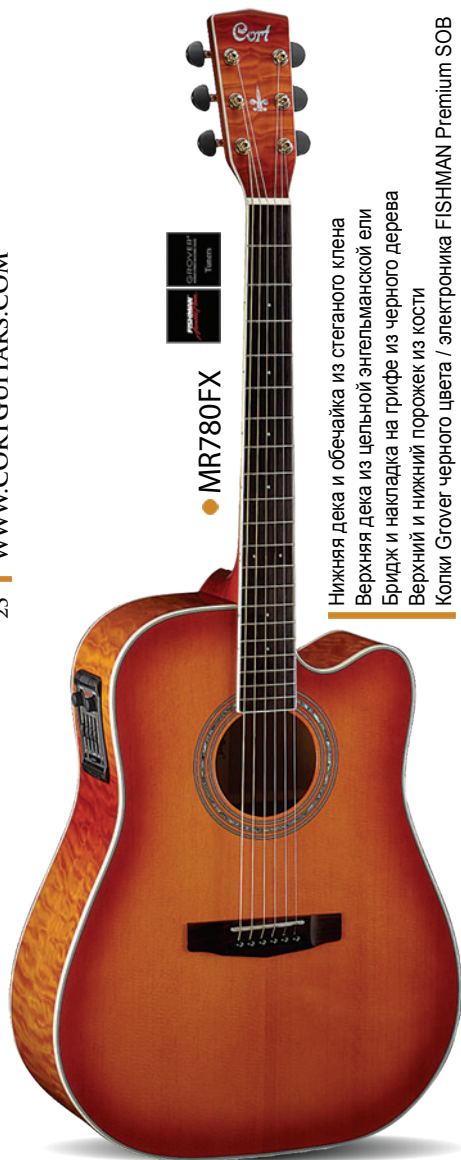 23 WWW.CORTGUITARS.COM
Cort
GROVER
Tuners
FISHMAN
MR780FX
Нижняя дека и обечайка из стеганого клена
Верхняя дека из цельной энгельманской ели
Бридж и накладка на грифе из черного дерева
Верхний и нижний порожек из кости
Колки Grover черного цвета / электроника FISHMAN Premium SOB